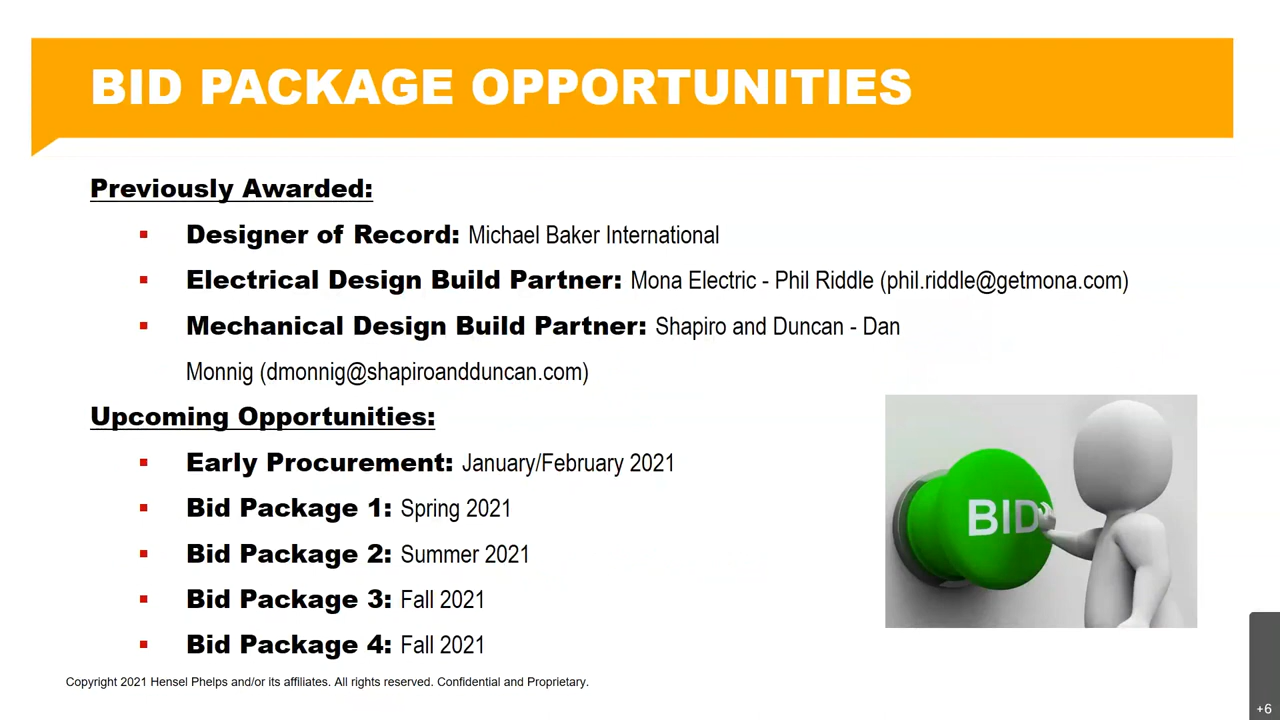 BID PACKAGE OPPORTUNITIES
Previously Awarded:
▪ Designer of Record: Michael Baker International
▪ Electrical Design Build Partner: Mona Electric - Phil Riddle (phil.riddle@getmona.com)
▪ Mechanical Design Build Partner: Shapiro and Duncan - Dan
Monnig (dmonnig@shapiroandduncan.com)
Upcoming Opportunities:
▪ Early Procurement: January/February 2021
▪ Bid Package 1: Spring 2021
▪ Bid Package 2: Summer 2021
▪ Bid Package 3: Fall 2021
▪ Bid Package 4: Fall 2021
BID
Copyright 2021 Hensel Phelps and/or its affiliates. All rights reserved. Confidential and Proprietary.
+6